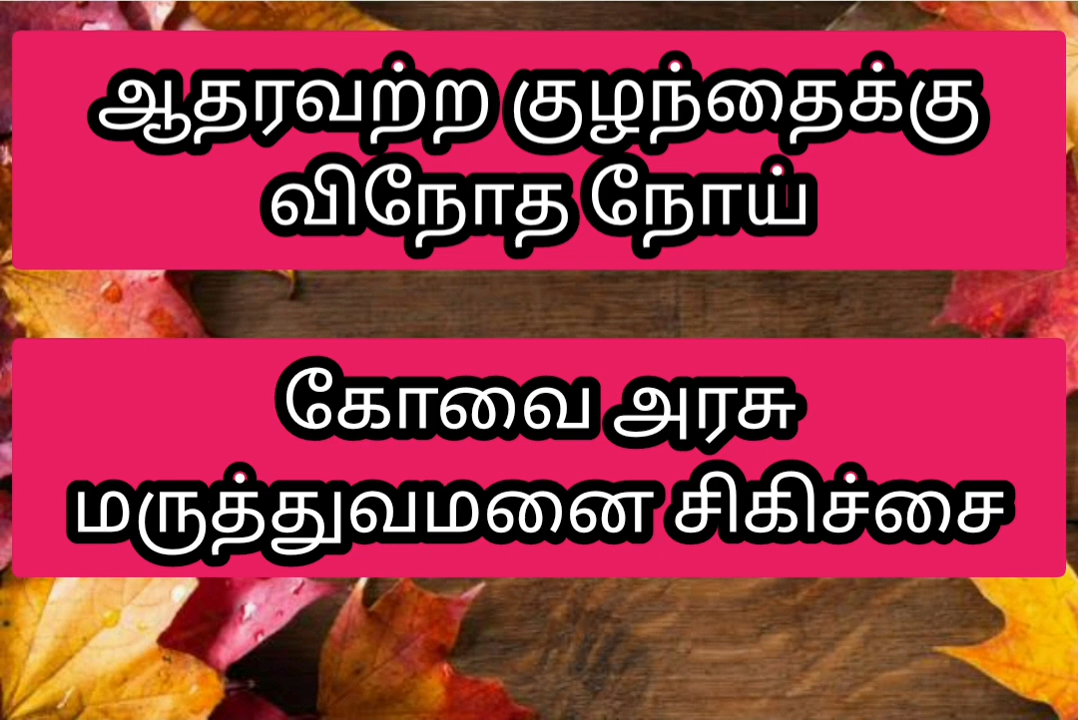 ஆதரவற்ற குழந்தைக்கு
விநோத நோய்
கோவை அரசு
மருத்துவமனை சிகிச்சை